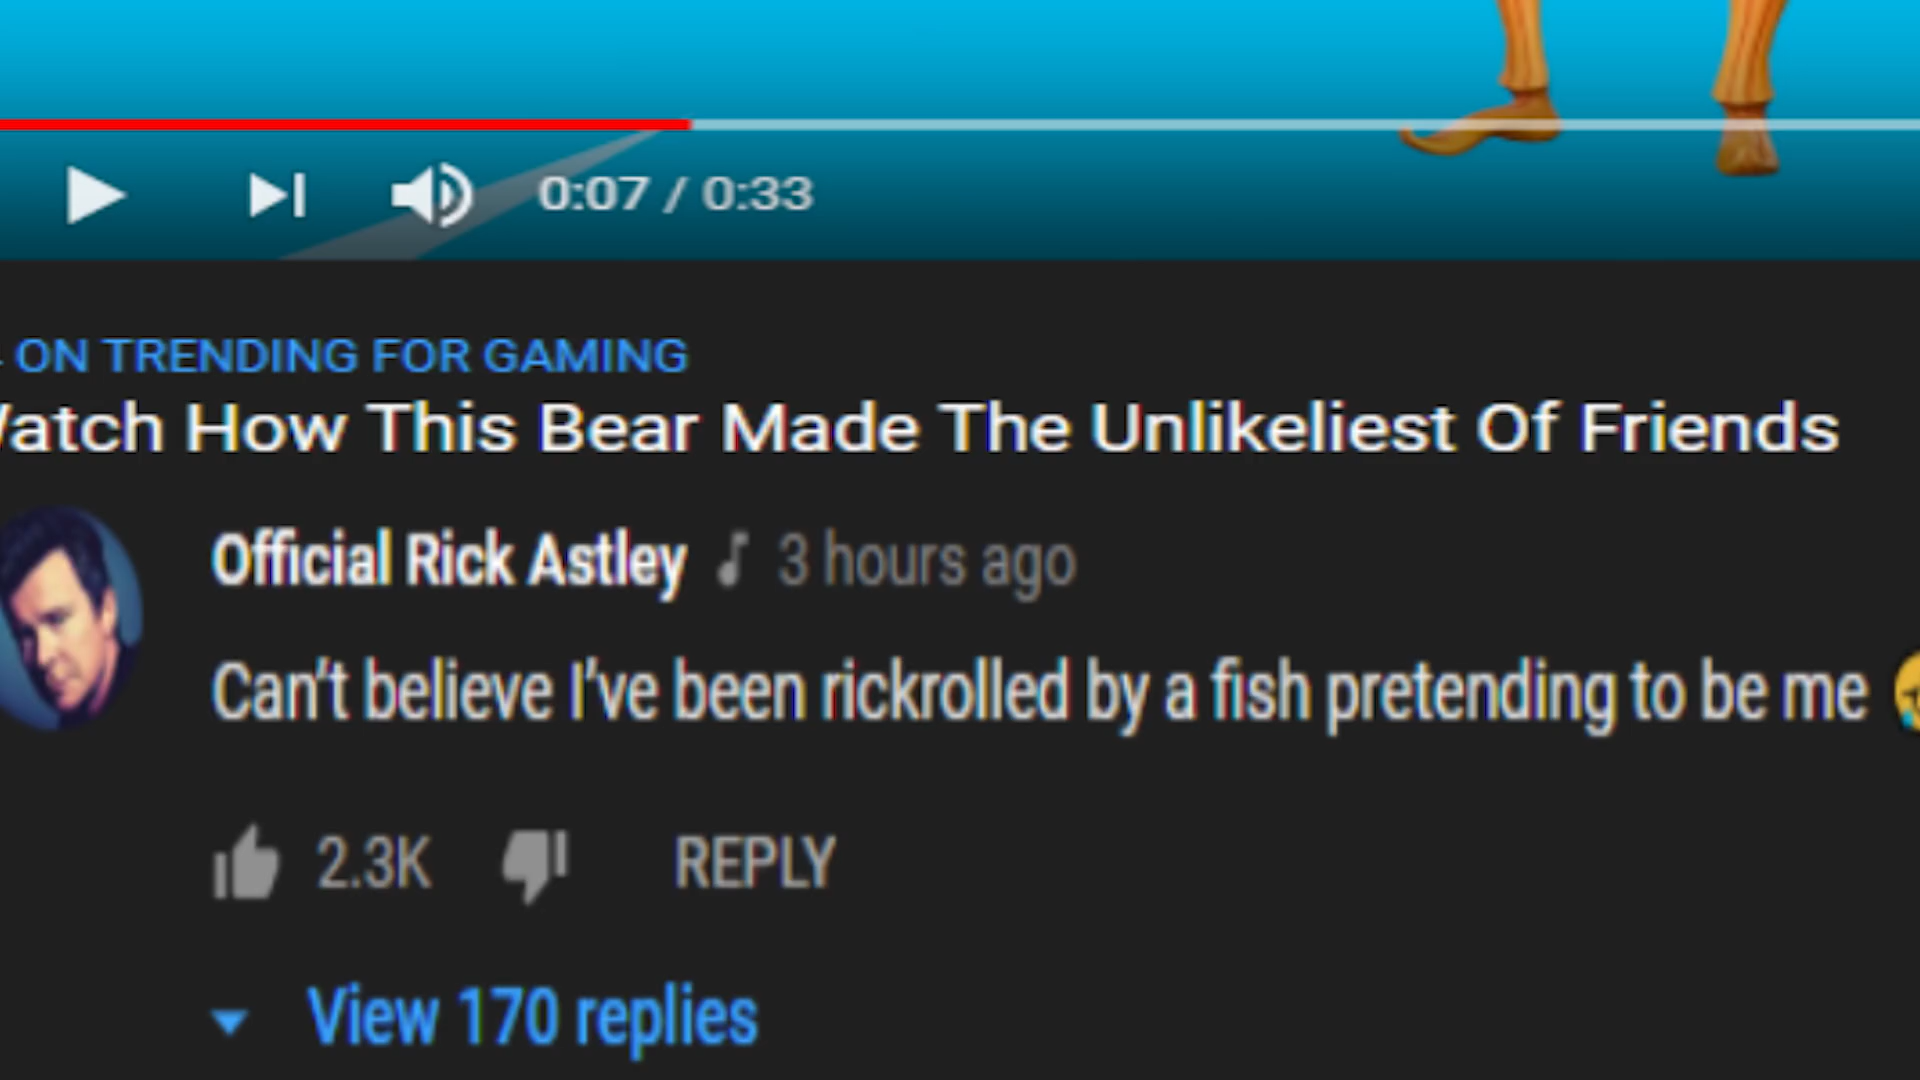 0:07 / 0:33
ON TRENDING FOR GAMING
Watch How This Bear Made The Unlikeliest Of Friends
Official Rick Astley ♪ 3 hours ago
Can't believe I've been rickrolled by a fish pretending to be me
2.3K REPLY
View 170 replies